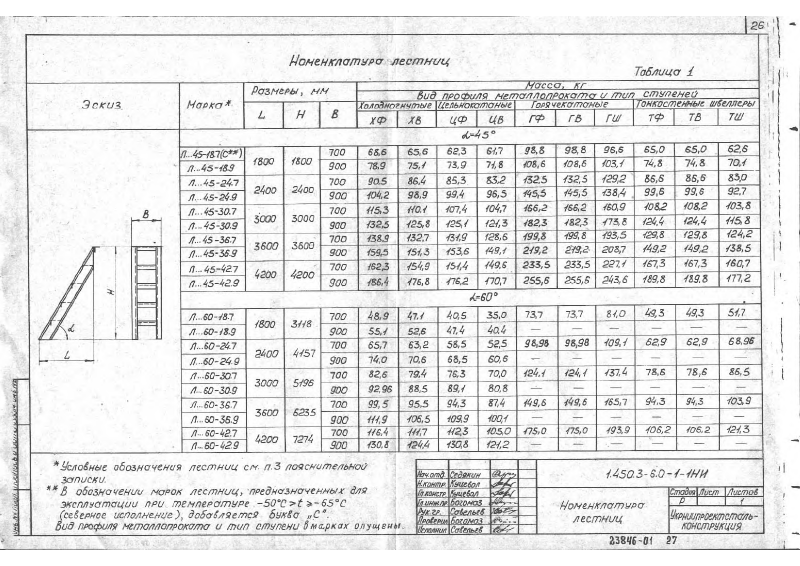 26
Номенклатура лестниц
Таблица 1
Эскиз Марка* Размеры, мм Масса, кг
Вид профиля металлопроката и тип ступеней
L H В Холодногнутые Цельнокатаные Горячекатаные Тонкостенные швеллеры
ХФ ХВ ЦФ ЦВ ГФ ГВ ГШ ТФ ТВ ТШ
α=45°
Л...45-18.7(С**) 1800 1800 700 68,6 65,6 62,3 61,7 98,8 98,8 96,6 65,0 65,0 62,6
Л...45-18.9 900 78,9 75,1 73,9 71,8 108,6 108,6 103,1 74,8 74,8 70,1
Л...45-24.7 2400 2400 700 90,5 86,4 85,3 83,2 132,5 132,5 129,2 86,6 86,6 83,0
Л...45-24.9 900 104,2 98,9 99,4 96,5 145,5 145,5 138,4 99,6 99,6 92,7
Л...45-30.7 3000 3000 700 115,3 110,1 107,4 104,7 166,2 166,2 160,9 108,2 108,2 103,8
Л...45-30.9 900 132,5 125,8 125,1 121,3 182,3 182,3 173,8 124,4 124,4 115,8
Л...45-36.7 3600 3600 700 138,9 132,7 131,9 128,6 199,8 199,8 193,5 129,8 129,8 124,2
Л...45-36.9 900 159,5 151,3 153,6 149,1 219,2 219,2 208,7 149,2 149,2 138,5
Л...45-42.7 4200 4200 700 162,3 154,9 151,4 149,6 233,5 233,5 227,1 167,3 167,3 160,7
Л...45-42.9 900 186,4 176,8 176,2 170,7 255,6 255,6 243,6 189,8 189,8 177,2
α=60°
Л...60-18.7 1800 3118 700 48,9 47,1 40,5 35,0 73,7 73,7 81,0 49,3 49,3 51,7
Л...60-18.9 900 55,1 52,6 47,4 40,4 — — — — — —
Л...60-24.7 2400 4157 700 65,7 63,2 58,5 52,5 98,98 98,98 109,1 62,9 62,9 68,96
Л...60-24.9 900 74,0 70,6 68,5 60,6 — — — — — —
Л...60-30.7 3000 5196 700 82,6 79,4 76,3 70,0 124,1 124,1 137,4 78,6 78,6 86,5
Л...60-30.9 900 92,96 88,5 89,1 80,8 — — — — — —
Л...60-36.7 3600 6235 700 99,5 95,5 94,3 87,4 149,6 149,6 165,7 94,3 94,3 103,9
Л...60-36.9 900 111,9 106,5 109,9 100,1 — — — — — —
Л...60-42.7 4200 7274 700 116,4 111,7 112,3 105,0 175,0 175,0 193,9 106,2 106,2 121,3
Л...60-42.9 900 130,8 124,4 130,8 121,2 — — — — — —
В
H
α
L
* Условные обозначения лестниц см. п.3 пояснительной
записки.
** В обозначении марок лестниц, предназначенных для
эксплуатации при температуре -50°С > t > -65°С
(северное исполнение), добавляется буква „С".
Вид профиля металлопроката и тип ступени в марках опущены.
Нач.отд. Седякин
Н.контр. Кушевол
Гл.констр. Кушевол
Гл.инж.пр. Богомаз
Рук.гр. Савельев
Проверил Богомаз
Исполнил Савельев
1.450.3-6.0-1-1НИ
Номенклатура
лестниц
Стадия Лист Листов
Р 1
Укрниипроектсталь-
конструкция
23846-01 27